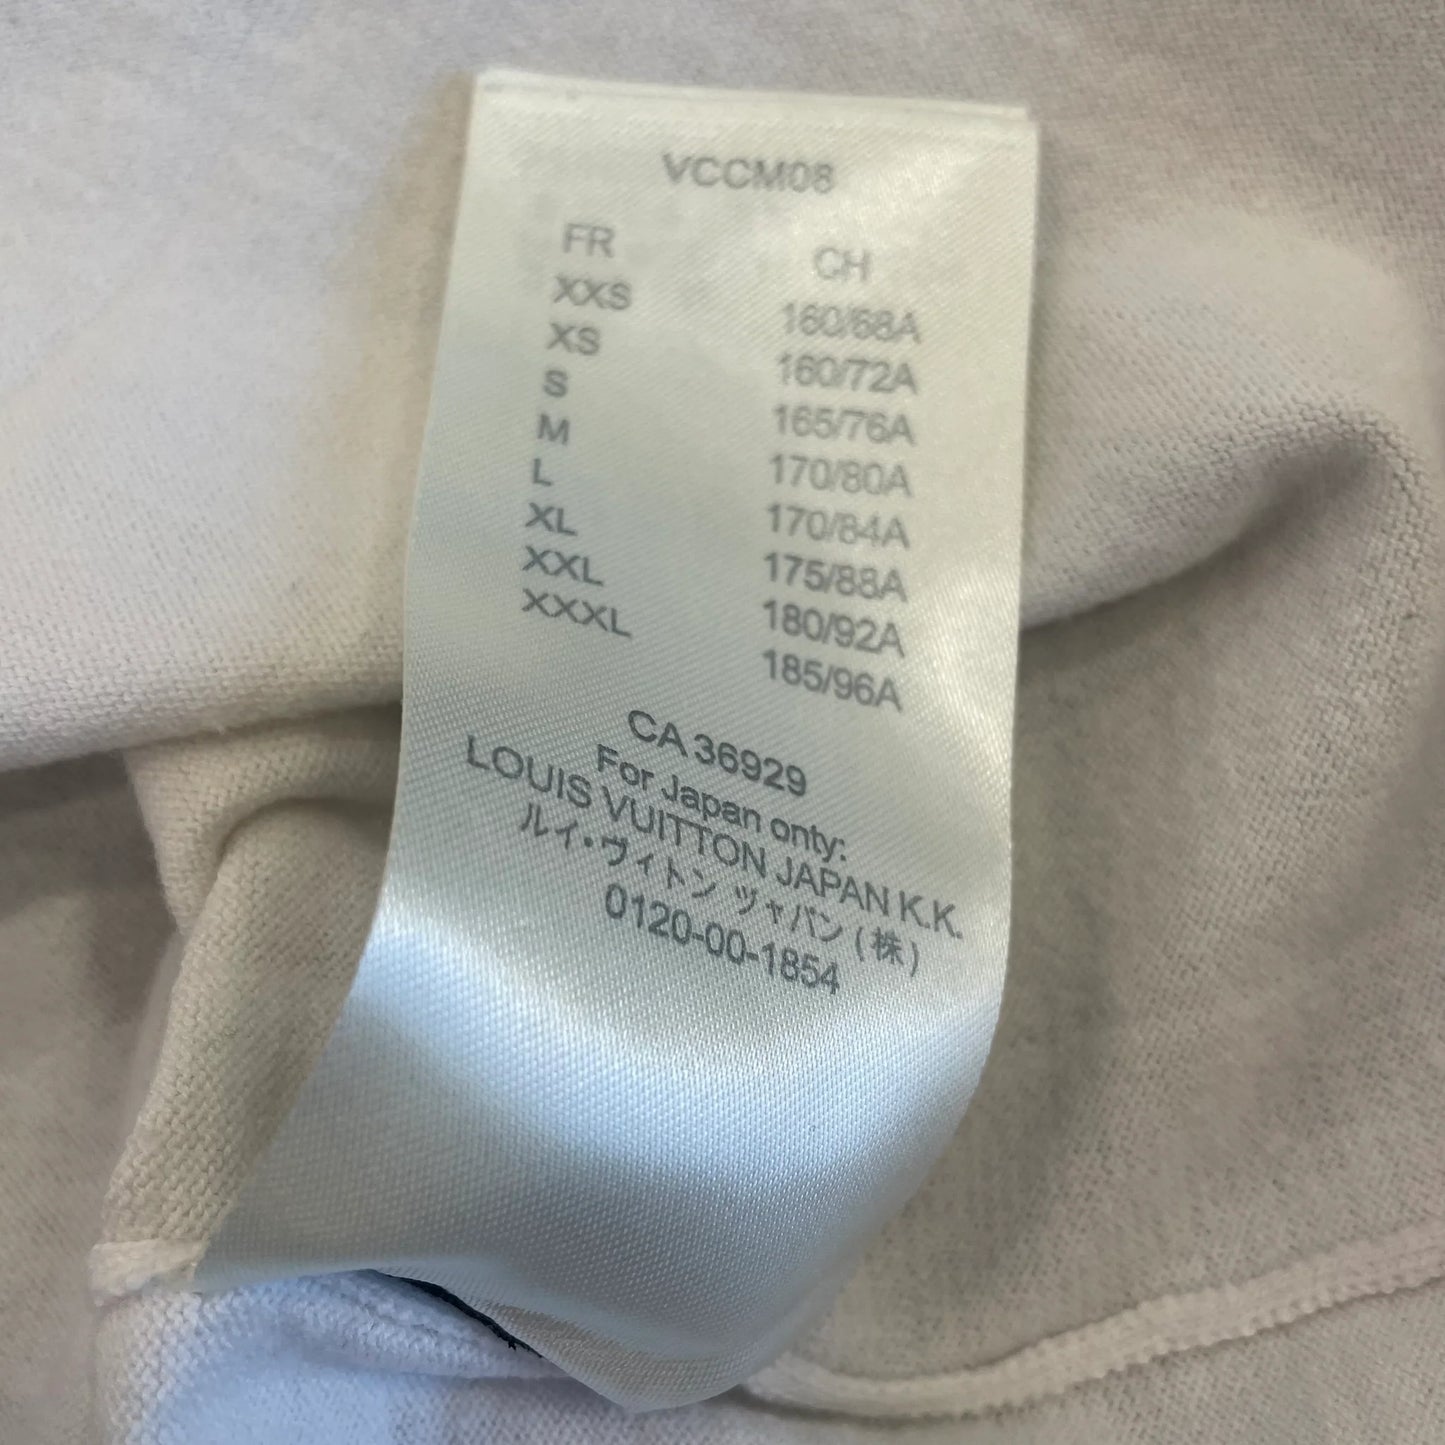 VCCM08
FR CH
XXS 160/68A
XS 160/72A
S 165/76A
M 170/80A
L 170/84A
XL 175/88A
XXL 180/92A
XXXL 185/96A
CA 36929
For Japan onty:
LOUIS VUITTON JAPAN K.K.
ルイ・ヴィトン ヅャパン (株)
0120-00-1854